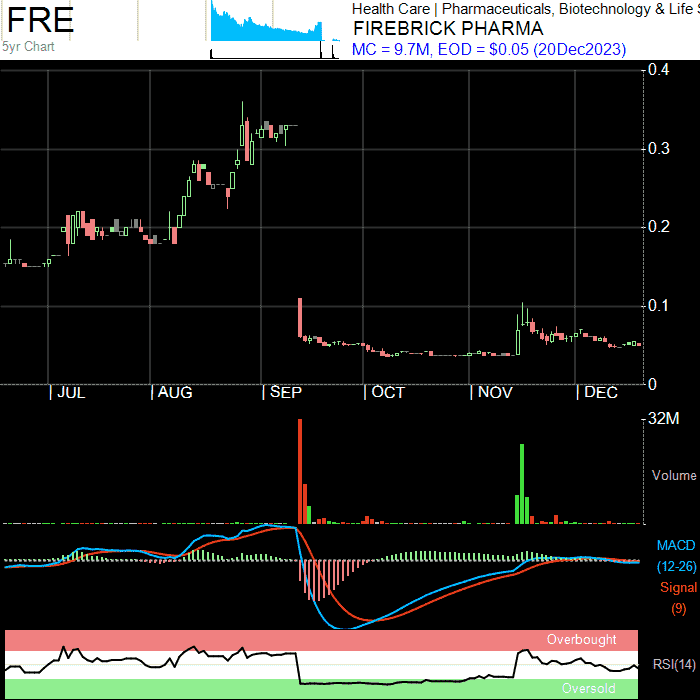 FRE
5yr Chart
Health Care | Pharmaceuticals, Biotechnology & Life
FIREBRICK PHARMA
MC = 9.7M, EOD = $0.05 (20Dec2023)
0.4
0.3
0.2
0.1
0
| JUL | AUG | SEP | OCT | NOV | DEC
32M
Volume
MACD
(12-26)
Signal
(9)
Overbought
RSI(14)
Oversold